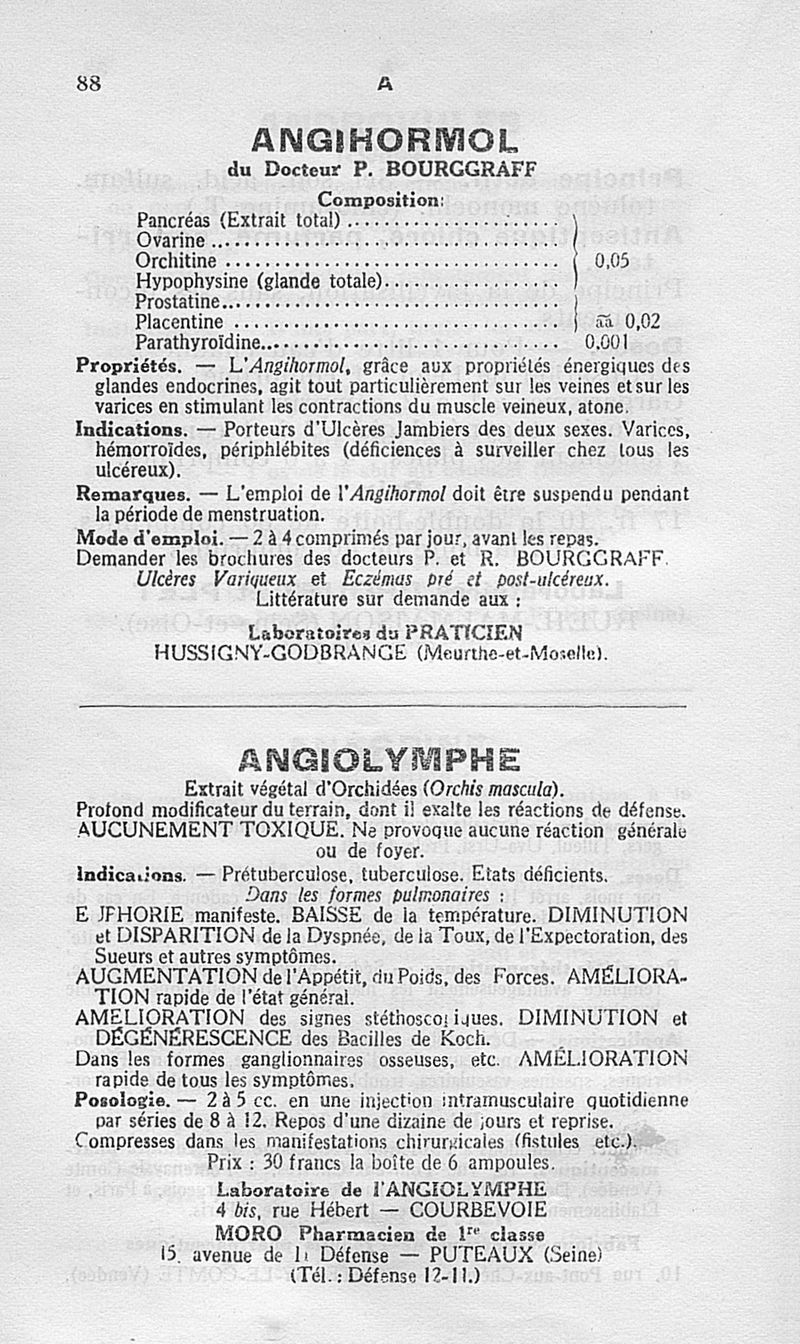 88
A
ANGIHORMOL
du Docteur P. BOURGGRAFF
Composition:
Pancréas (Extrait total) ........................
Ovarine ........................
Orchitine ........................ 0,05
Hypophysine (glande totale)........................
Prostatine........................
Placentine ........................ ãã 0,02
Parathyroïdine........................ 0,001
Propriétés. — L'Angihormol, grâce aux propriétés énergiques des
glandes endocrines, agit tout particulièrement sur les veines et sur les
varices en stimulant les contractions du muscle veineux, atone.
Indications. — Porteurs d'Ulcères Jambiers des deux sexes. Varices,
hémorroïdes, périphlébites (déficiences à surveiller chez tous les
ulcéreux).
Remarques. — L'emploi de l'Angihormol doit être suspendu pendant
la période de menstruation.
Mode d'emploi. — 2 à 4 comprimés par jour, avant les repas.
Demander les brochures des docteurs P. et R. BOURGGRAFF.
Ulcères Variqueux et Eczémas pré et post-ulcéreux.
Littérature sur demande aux :
Laboratoires du PRATICIEN
HUSSIGNY-GODBRANGE (Meurthe-et-Moselle).
ANGIOLYMPHE
Extrait végétal d'Orchidées (Orchis mascula).
Profond modificateur du terrain, dont il exalte les réactions de défense.
AUCUNEMENT TOXIQUE. Ne provoque aucune réaction générale
ou de foyer.
Indications. — Prétuberculose, tuberculose. Etats déficients.
Dans les formes pulmonaires :
manifeste. BAISSE de la température. DIMINUTION
et DISPARITION de la Dyspnée, de la Toux, de l'Expectoration, des
Sueurs et autres symptômes.
AUGMENTATION de l'Appétit, du Poids, des Forces. AMÉLIORA-
TION rapide de l'état général.
AMELIORATION des signes stéthoscopiques. DIMINUTION et
DÉGÉNÉRESCENCE des Bacilles de Koch.
Dans les formes ganglionnaires osseuses, etc. AMÉLIORATION
rapide de tous les symptômes.
Posologie. — 2 à 5 cc. en une injection intramusculaire quotidienne
par séries de 8 à 12. Repos d'une dizaine de jours et reprise.
Compresses dans les manifestations chirurgicales (fistules etc.).
Prix : 30 francs la boîte de 6 ampoules.
Laboratoire de l'ANGIOLYMPHE
4 bis, rue Hébert — COURBEVOIE
MORO Pharmacien de 1re classe
15, avenue de la Défense — PUTEAUX (Seine)
(Tél. : Défense 12-11.)